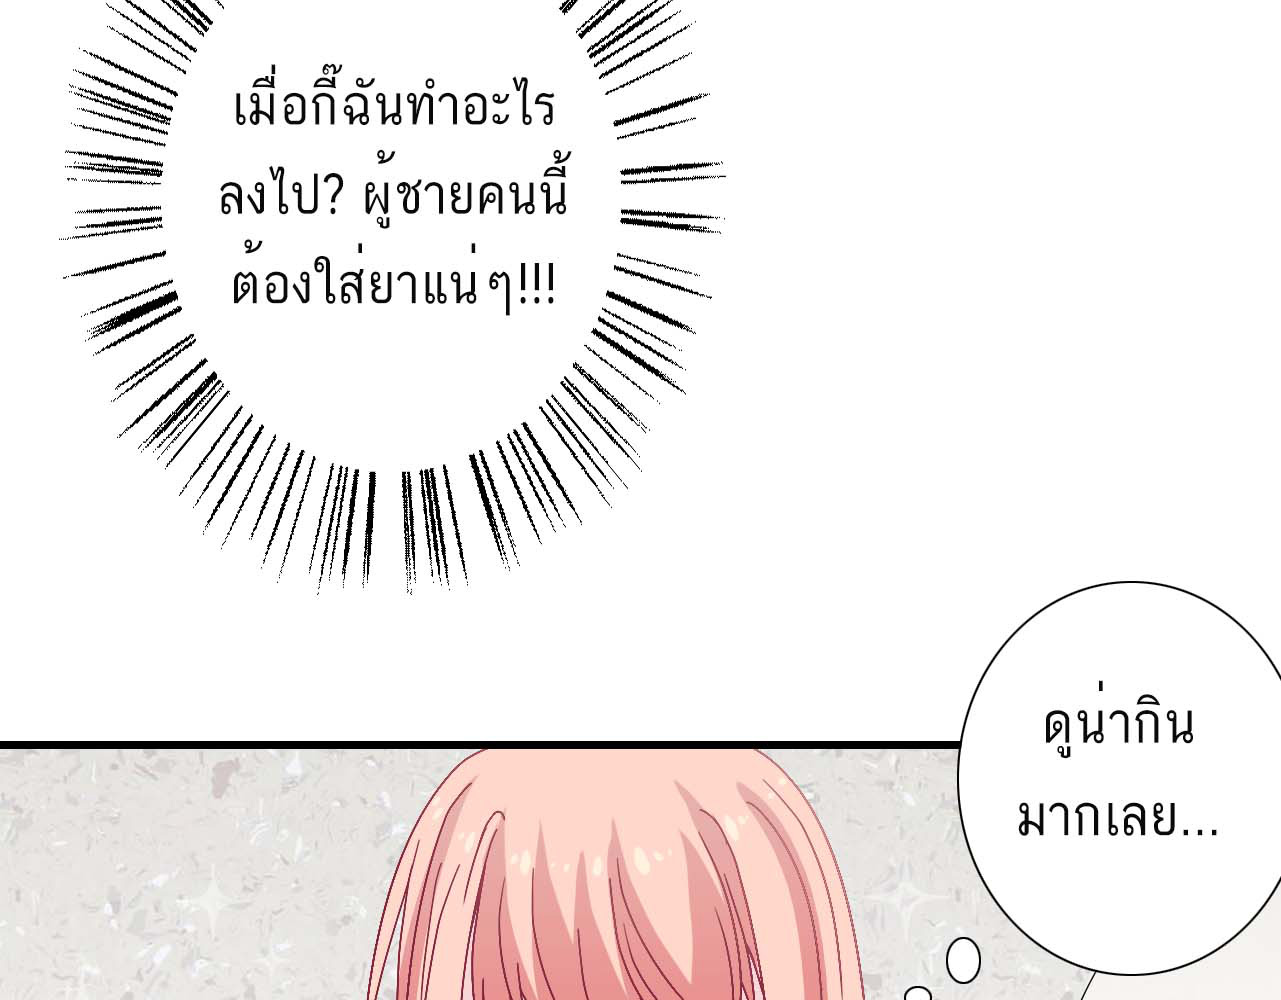 เมื่อกี๊ฉันทำอะไร
ลงไป? ผู้ชายคนนี้
ต้องใส่ยาแน่ๆ!!!
ดูน่ากิน
มากเลย...